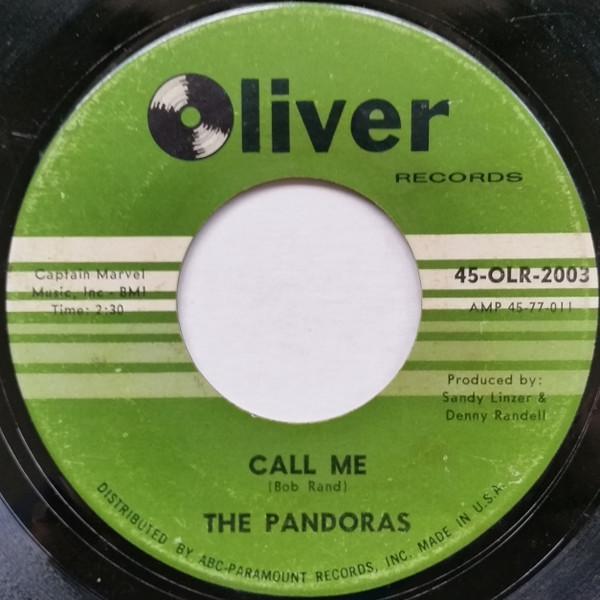 Oliver
RECORDS
Captain Marvel
Music, Inc - BMI
Time: 2:30
45-OLR-2003
AMP 45-77-011
Produced by:
Sandy Linzer &
Denny Randell
CALL ME
(Bob Rand)
THE PANDORAS
DISTRIBUTED BY ABC-PARAMOUNT RECORDS, INC. MADE IN U.S.A.